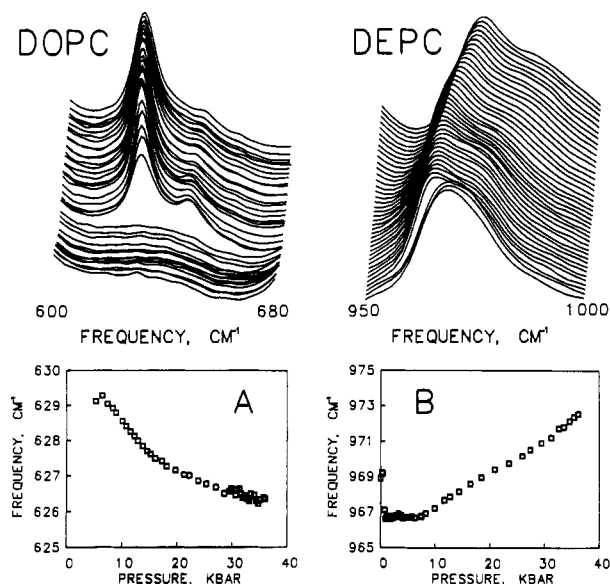 DOPC
DEPC
600 680
FREQUENCY, CM⁻¹
950 1000
FREQUENCY, CM⁻¹
630
629
628
627
626
625
FREQUENCY, CM⁻¹
A
0 10 20 30 40
PRESSURE, KBAR
975
973
971
969
967
965
FREQUENCY, CM⁻¹
B
0 10 20 30 40
PRESSURE, KBAR